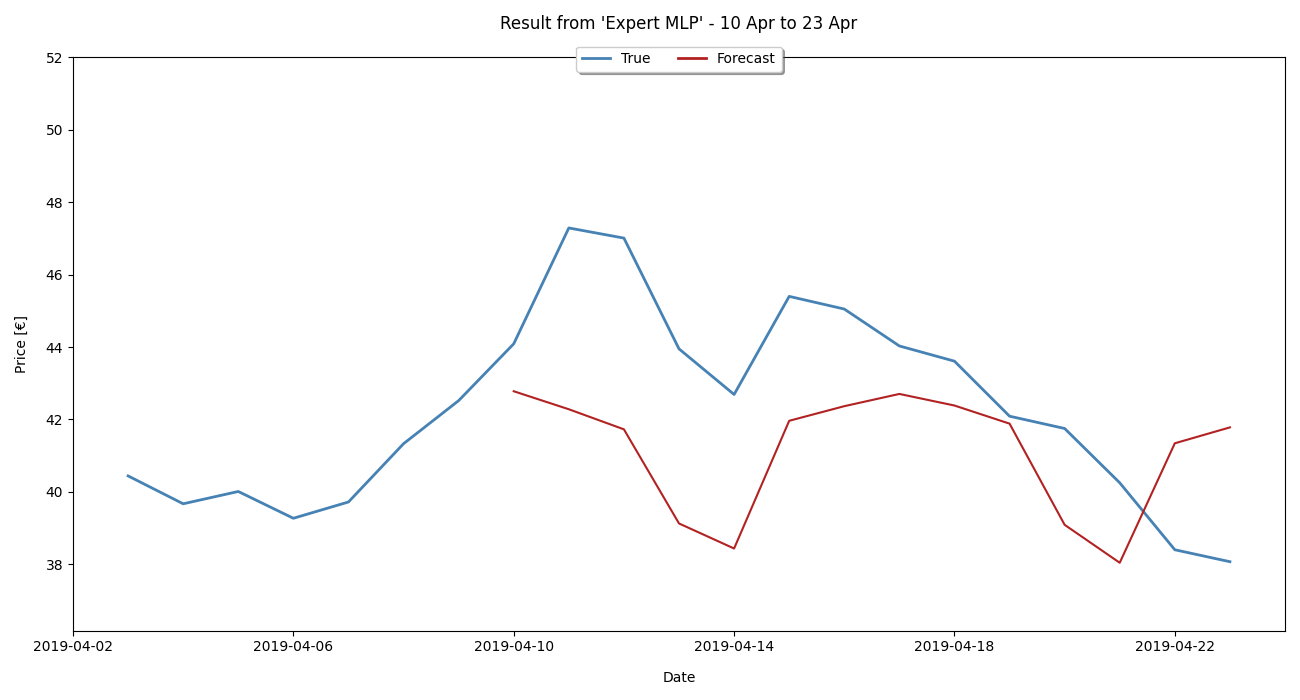 Result from 'Expert MLP' - 10 Apr to 23 Apr
True Forecast
52
50
48
46
44
42
40
38
Price [€]
2019-04-02 2019-04-06 2019-04-10 2019-04-14 2019-04-18 2019-04-22
Date